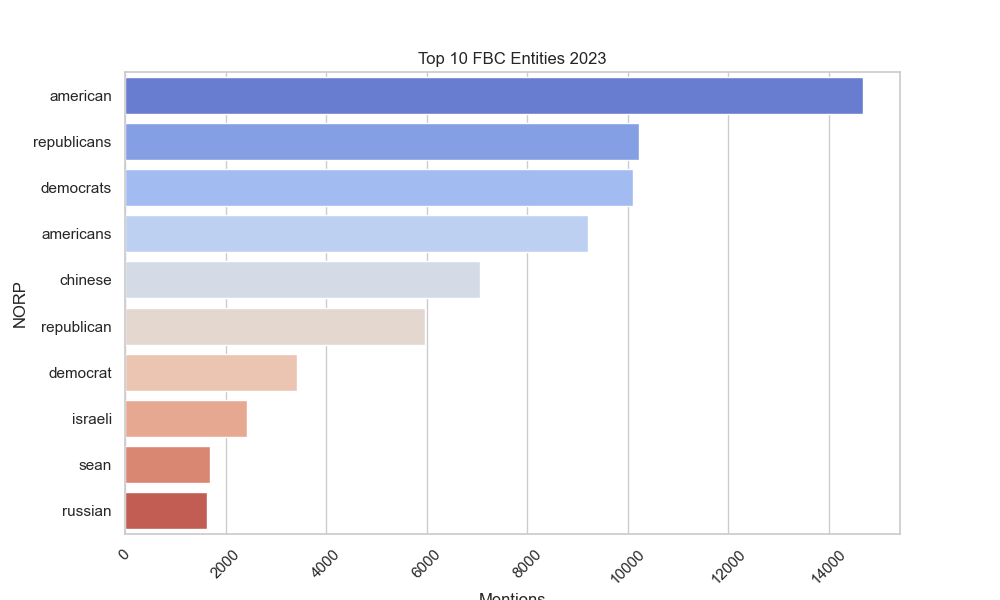 Top 10 FBC Entities 2023
NORP
american
republicans
democrats
americans
chinese
republican
democrat
israeli
sean
russian
0
2000
4000
6000
8000
10000
12000
14000
Mentions